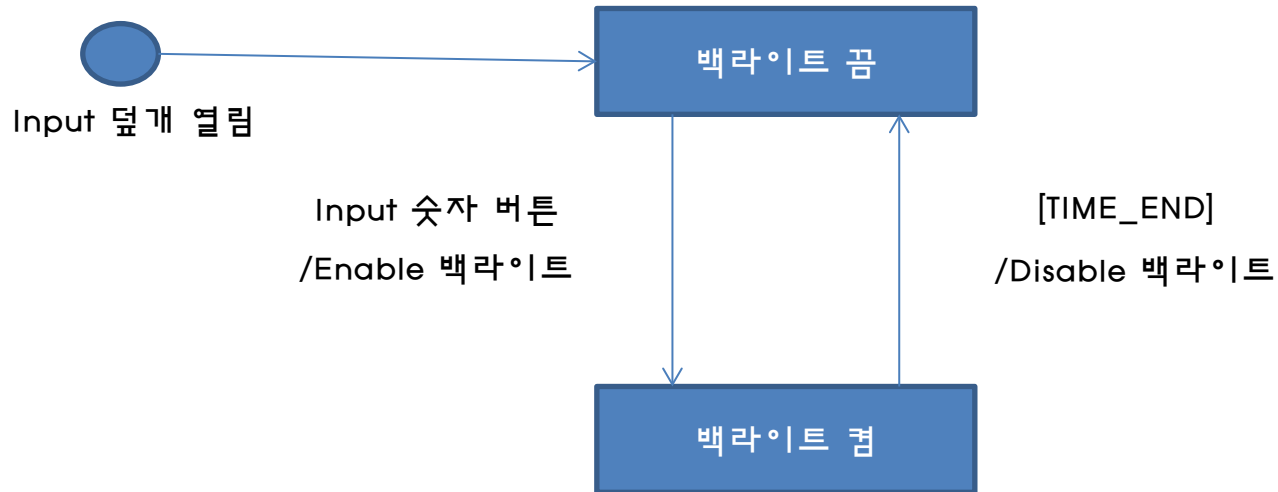 백라이트 끔
Input 덮개 열림
Input 숫자 버튼
/Enable 백라이트
[TIME_END]
/Disable 백라이트
백라이트 켬